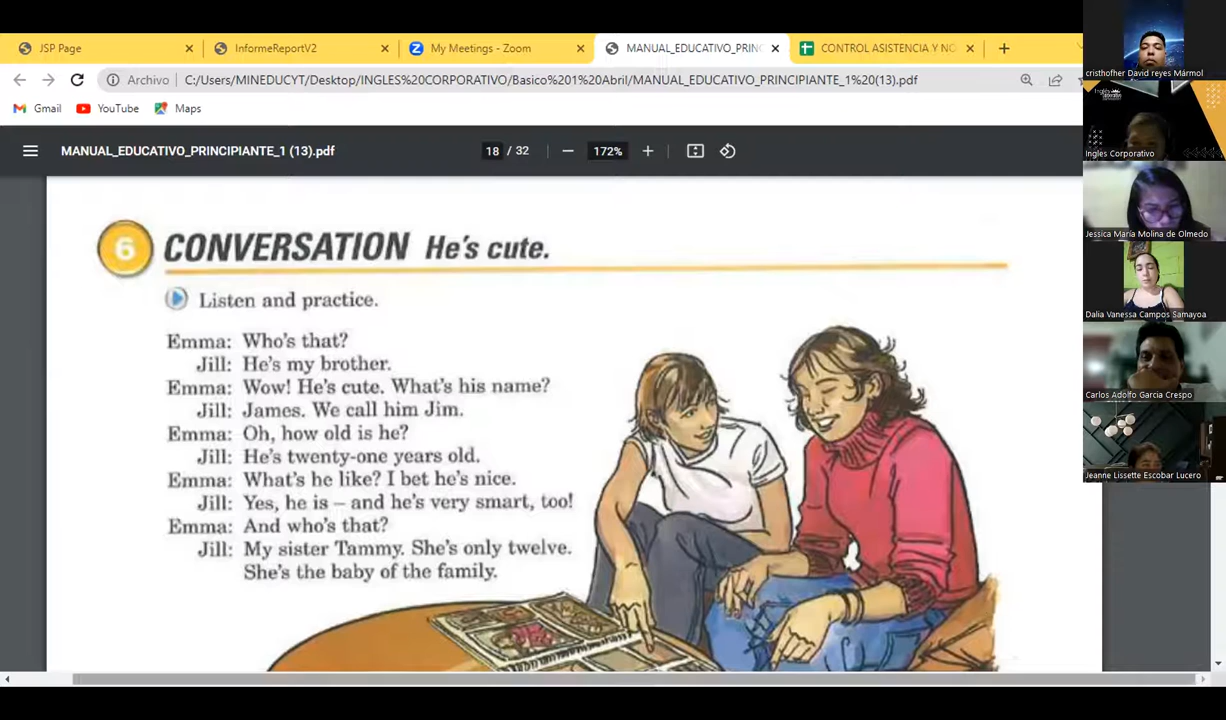 JSP Page
InformeReportV2
My Meetings - Zoom
MANUAL_EDUCATIVO_PRINC
CONTROL ASISTENCIA Y NO
Archivo C:/Users/MINEDUCYT/Desktop/INGLES%20CORPORATIVO/Basico%201%20Abril/MANUAL_EDUCATIVO_PRINCIPIANTE_1%20(13).pdf
Gmail YouTube Maps
MANUAL_EDUCATIVO_PRINCIPIANTE_1 (13).pdf 18 / 32 172%
6 CONVERSATION He's cute.
Listen and practice.
Emma: Who's that?
Jill: He's my brother.
Emma: Wow! He's cute. What's his name?
Jill: James. We call him Jim.
Emma: Oh, how old is he?
Jill: He's twenty-one years old.
Emma: What's he like? I bet he's nice.
Jill: Yes, he is – and he's very smart, too!
Emma: And who's that?
Jill: My sister Tammy. She's only twelve.
She's the baby of the family.
cristhofher David reyes Mármol
Ingles Corporativo
Jessica María Molina de Olmedo
Dalia Vanessa Campos Samayoa
Carlos Adolfo Garcia Crespo
Jeanne Lissette Escobar Lucero